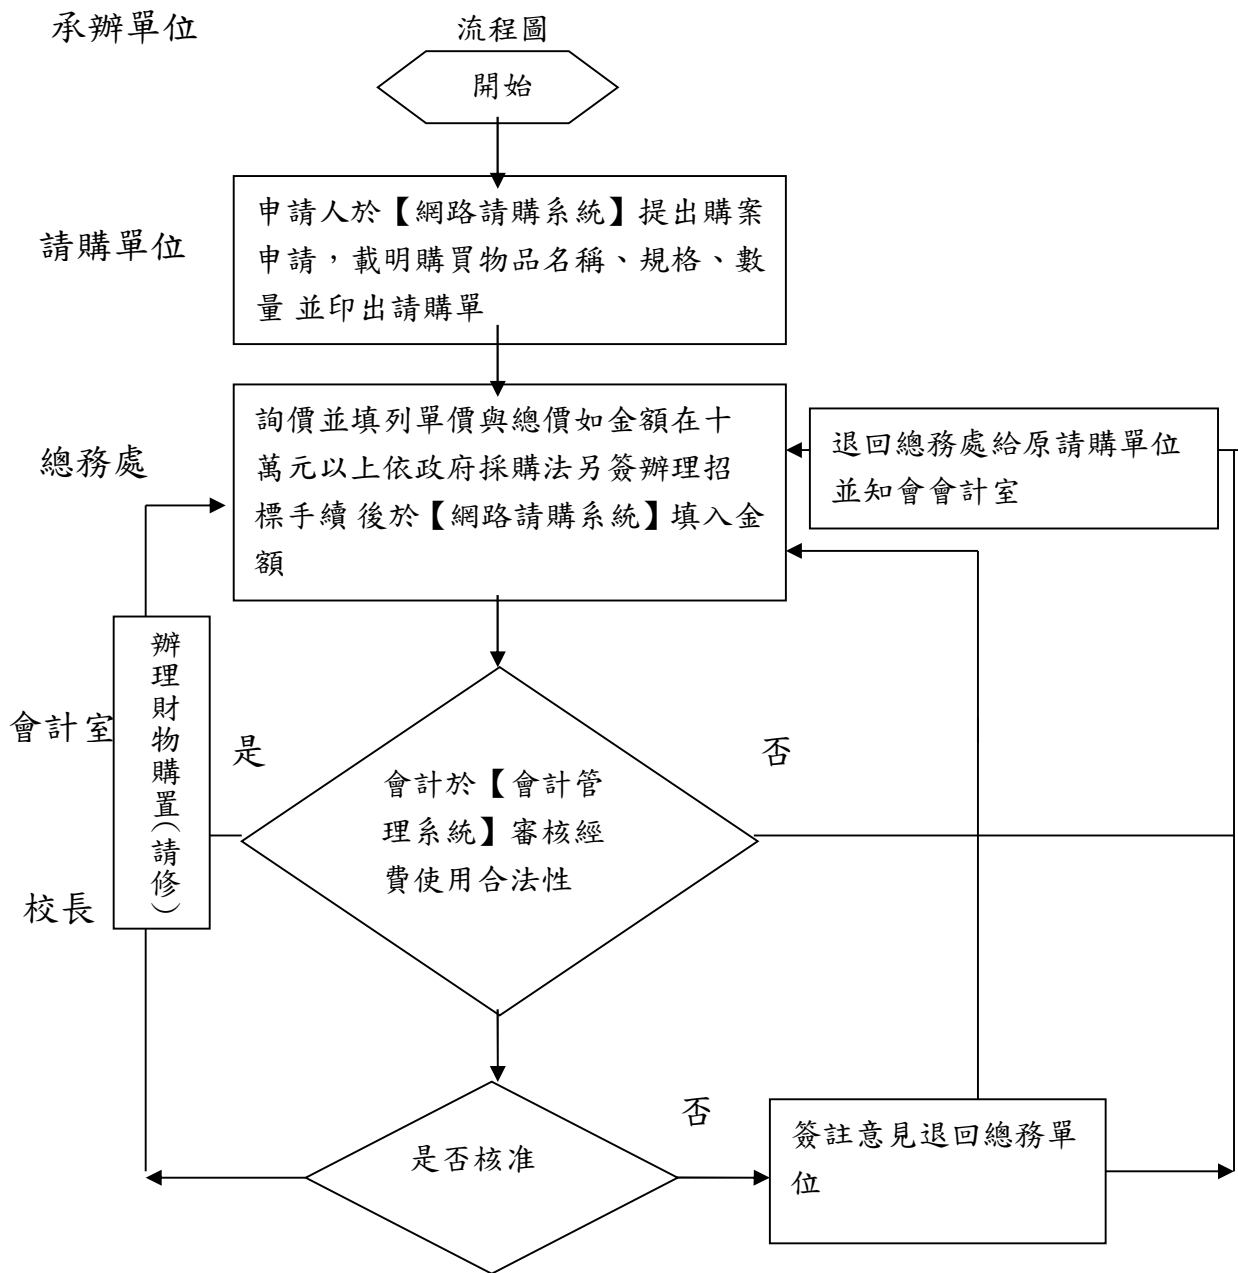 承辦單位
流程圖
開始
請購單位
申請人於【網路請購系統】提出購案
申請，載明購買物品名稱、規格、數
量 並印出請購單
總務處
詢價並填列單價與總價如金額在十
萬元以上依政府採購法另簽辦理招
標手續 後於【網路請購系統】填入金
額
退回總務處給原請購單位
並知會會計室
會計室
辦理財物購置(請修)
是
否
會計於【會計管
理系統】審核經
費使用合法性
校長
是否核准
否
簽註意見退回總務單
位